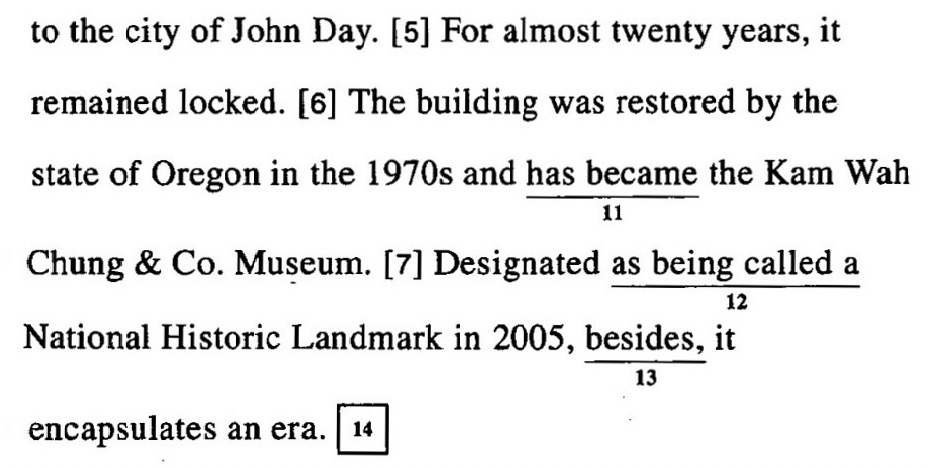 to the city of John Day. [5] For almost twenty years, it
remained locked. [6] The building was restored by the
state of Oregon in the 1970s and has became the Kam Wah
11
Chung & Co. Museum. [7] Designated as being called a
12
National Historic Landmark in 2005, besides, it
13
encapsulates an era. 14